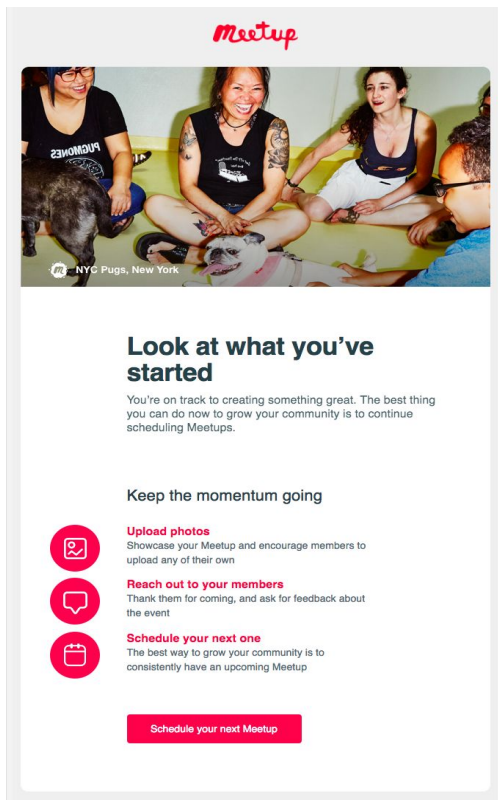 Meetup
PUGMONES
m NYC Pugs, New York
Look at what you’ve
started
You're on track to creating something great. The best thing
you can do now to grow your community is to continue
scheduling Meetups.
Keep the momentum going
Upload photos
Showcase your Meetup and encourage members to
upload any of their own
Reach out to your members
Thank them for coming, and ask for feedback about
the event
Schedule your next one
The best way to grow your community is to
consistently have an upcoming Meetup
Schedule your next Meetup